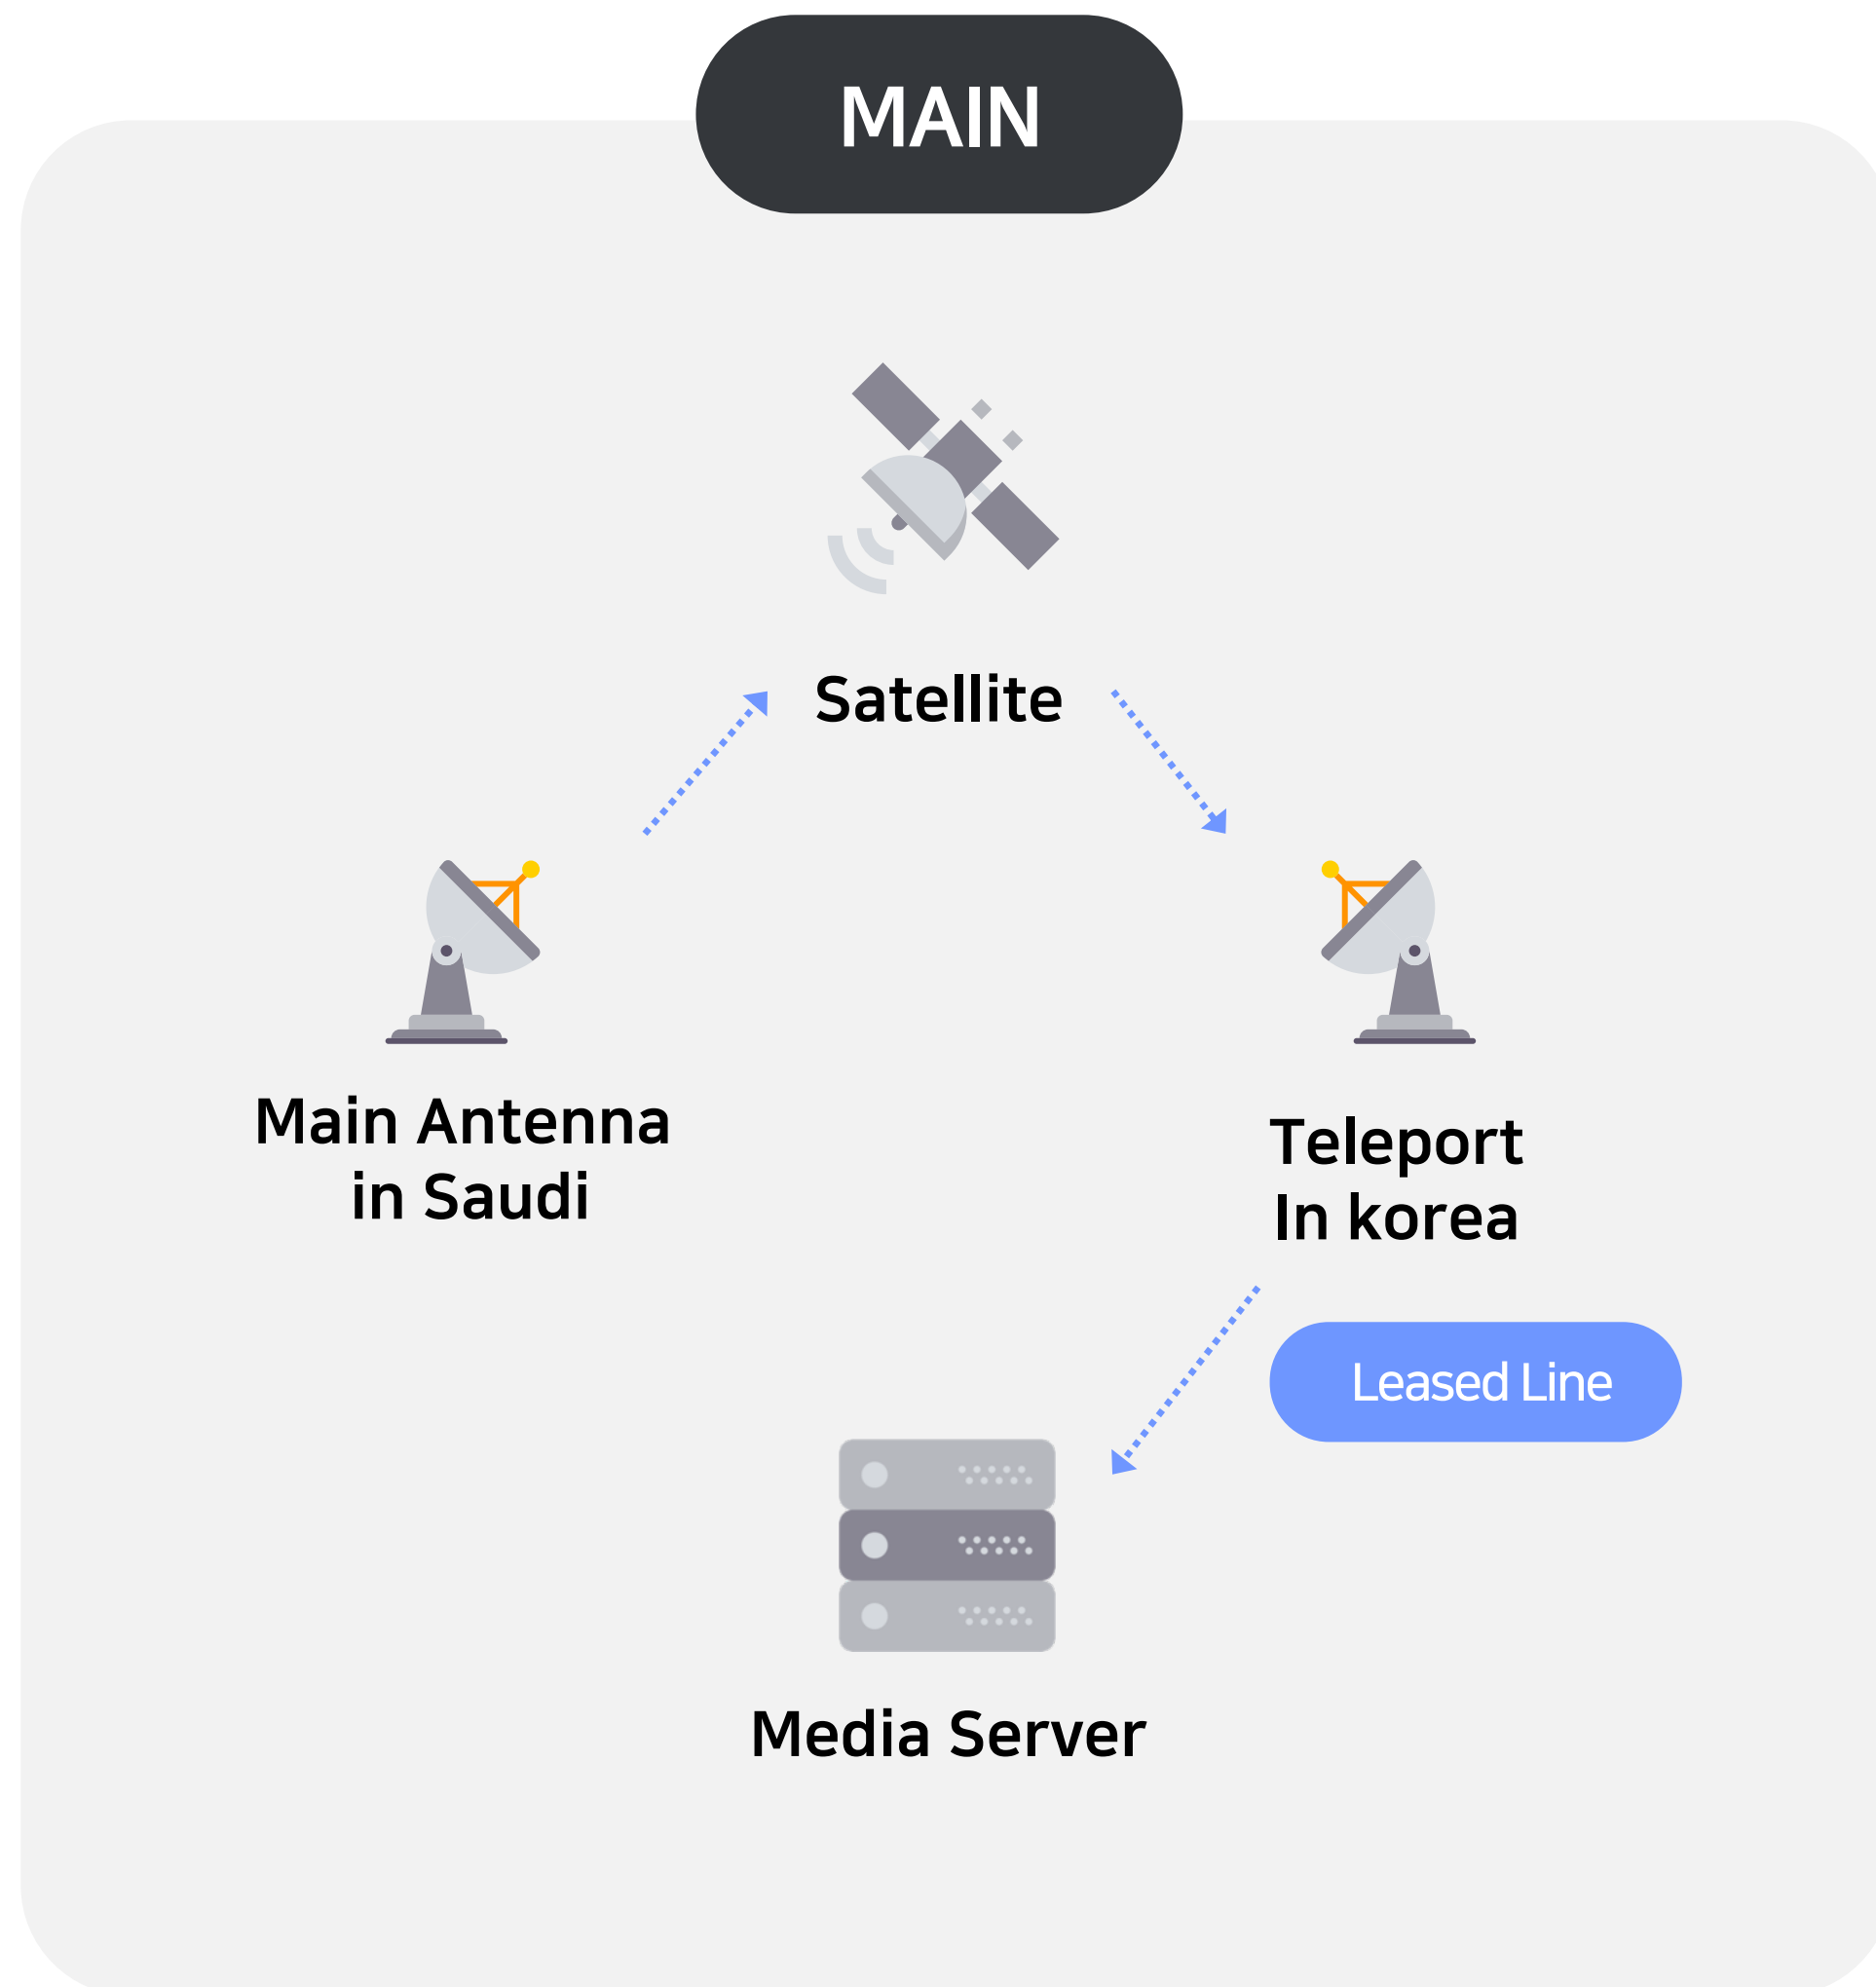 MAIN
Satellite
Main Antenna
in Saudi
Teleport
In korea
Leased Line
Media Server